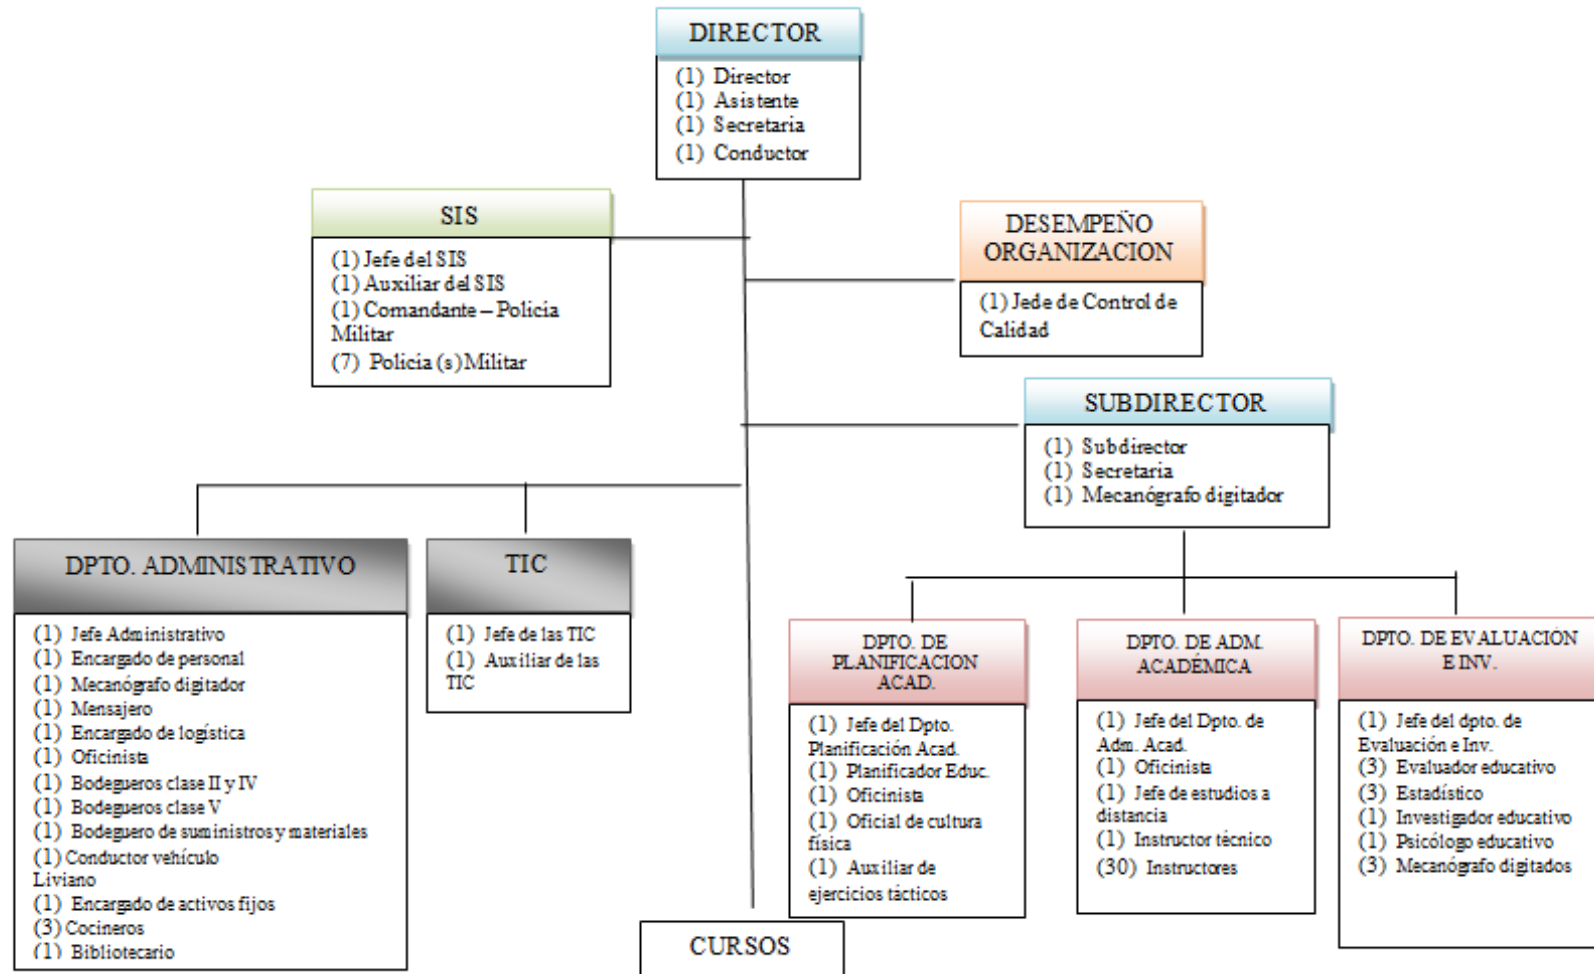 DIRECTOR
(1) Director
(1) Asistente
(1) Secretaria
(1) Conductor
SIS
(1) Jefe del SIS
(1) Auxiliar del SIS
(1) Comandante – Policia
Militar
(7) Policia (s) Militar
DESEMPEÑO
ORGANIZACION
(1) Jede de Control de
Calidad
SUBDIRECTOR
(1) Subdirector
(1) Secretaria
(1) Mecanógrafo digitador
DPTO. ADMINISTRATIVO
(1) Jefe Administrativo
(1) Encargado de personal
(1) Mecanógrafo digitador
(1) Mensajero
(1) Encargado de logística
(1) Oficinista
(1) Bodegueros clase II y IV
(1) Bodegueros clase V
(1) Bodeguero de suministros y materiales
(1) Conductor vehículo
Liviano
(1) Encargado de activos fijos
(3) Cocineros
(1) Bibliotecario
TIC
(1) Jefe de las TIC
(1) Auxiliar de las
TIC
DPTO. DE
PLANIFICACION
ACAD.
(1) Jefe del Dpto.
Planificación Acad.
(1) Planificador Educ.
(1) Oficinista
(1) Oficial de cultura
física
(1) Auxiliar de
ejercicios tácticos
DPTO. DE ADM.
ACADÉMICA
(1) Jefe del Dpto. de
Adm. Acad.
(1) Oficinista
(1) Jefe de estudios a
distancia
(1) Instructor técnico
(30) Instructores
DPTO. DE EVALUACIÓN
E INV.
(1) Jefe del dpto. de
Evaluación e Inv.
(3) Evaluador educativo
(3) Estadístico
(1) Investigador educativo
(1) Psicólogo educativo
(3) Mecanógrafo digitados
CURSOS